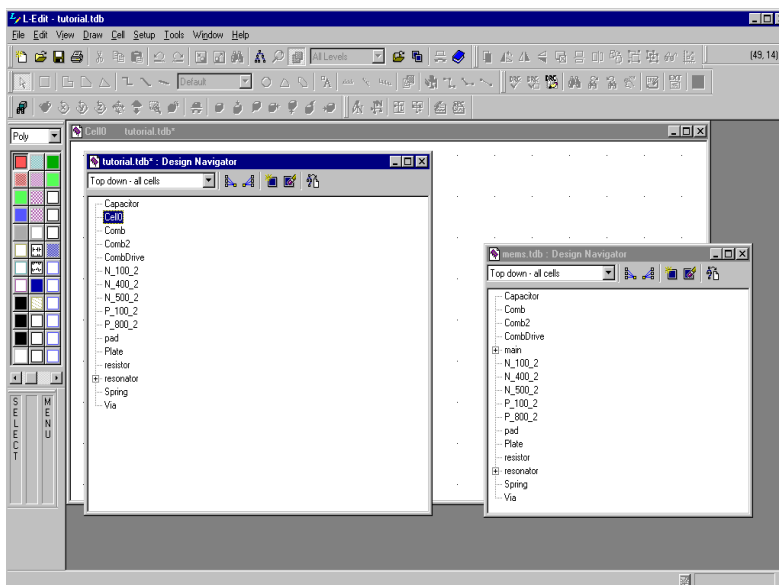 L-Edit - tutorial.tdb
File Edit View Draw Cell Setup Tools Window Help
All Levels
(49, 14)
Default
DRC DRC DRC
Poly
Cell0 tutorial.tdb*
tutorial.tdb* : Design Navigator
Top down - all cells
Capacitor
Cell0
Comb
Comb2
CombDrive
N_100_2
N_400_2
N_500_2
P_100_2
P_800_2
pad
Plate
resistor
resonator
Spring
Via
mems.tdb : Design Navigator
Top down - all cells
Capacitor
Comb
Comb2
CombDrive
main
N_100_2
N_400_2
N_500_2
P_100_2
P_800_2
pad
Plate
resistor
resonator
Spring
Via
SELECT
MENU